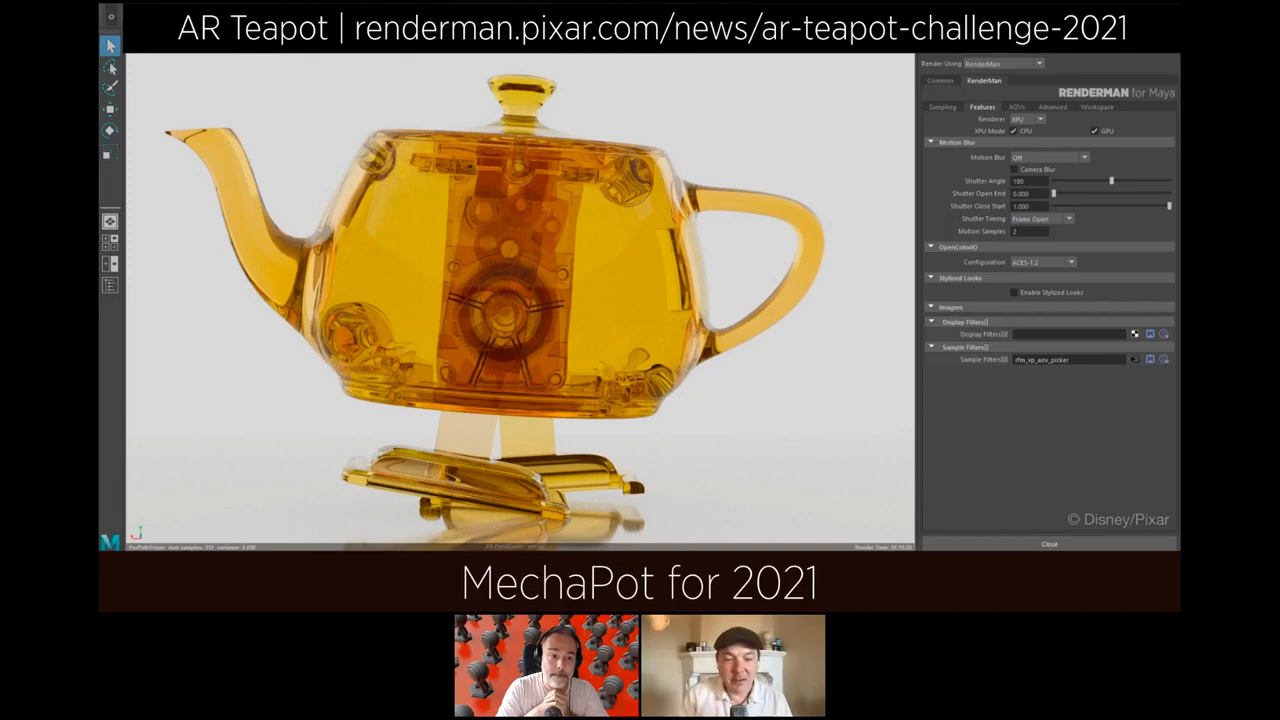 AR Teapot | renderman.pixar.com/news/ar-teapot-challenge-2021
Render Using RenderMan
Common RenderMan
RENDERMAN for Maya
Sampling Features AOVs Advanced Workspace
Renderer XPU
XPU Mode CPU GPU
Motion Blur
Motion Blur Off
Camera Blur
Shutter Angle 180
Shutter Open End 0.000
Shutter Close Start 1.000
Shutter Timing Frame Open
Motion Samples 2
OpenColorIO
Configuration ACES-1.2
Stylized Looks
Enable Stylized Looks
Imagers
Display Filters[]
Display Filters[0]
Sample Filters[]
Sample Filters[0] rfm_vp_aov_picker
© Disney/Pixar
Close
MechaPot for 2021